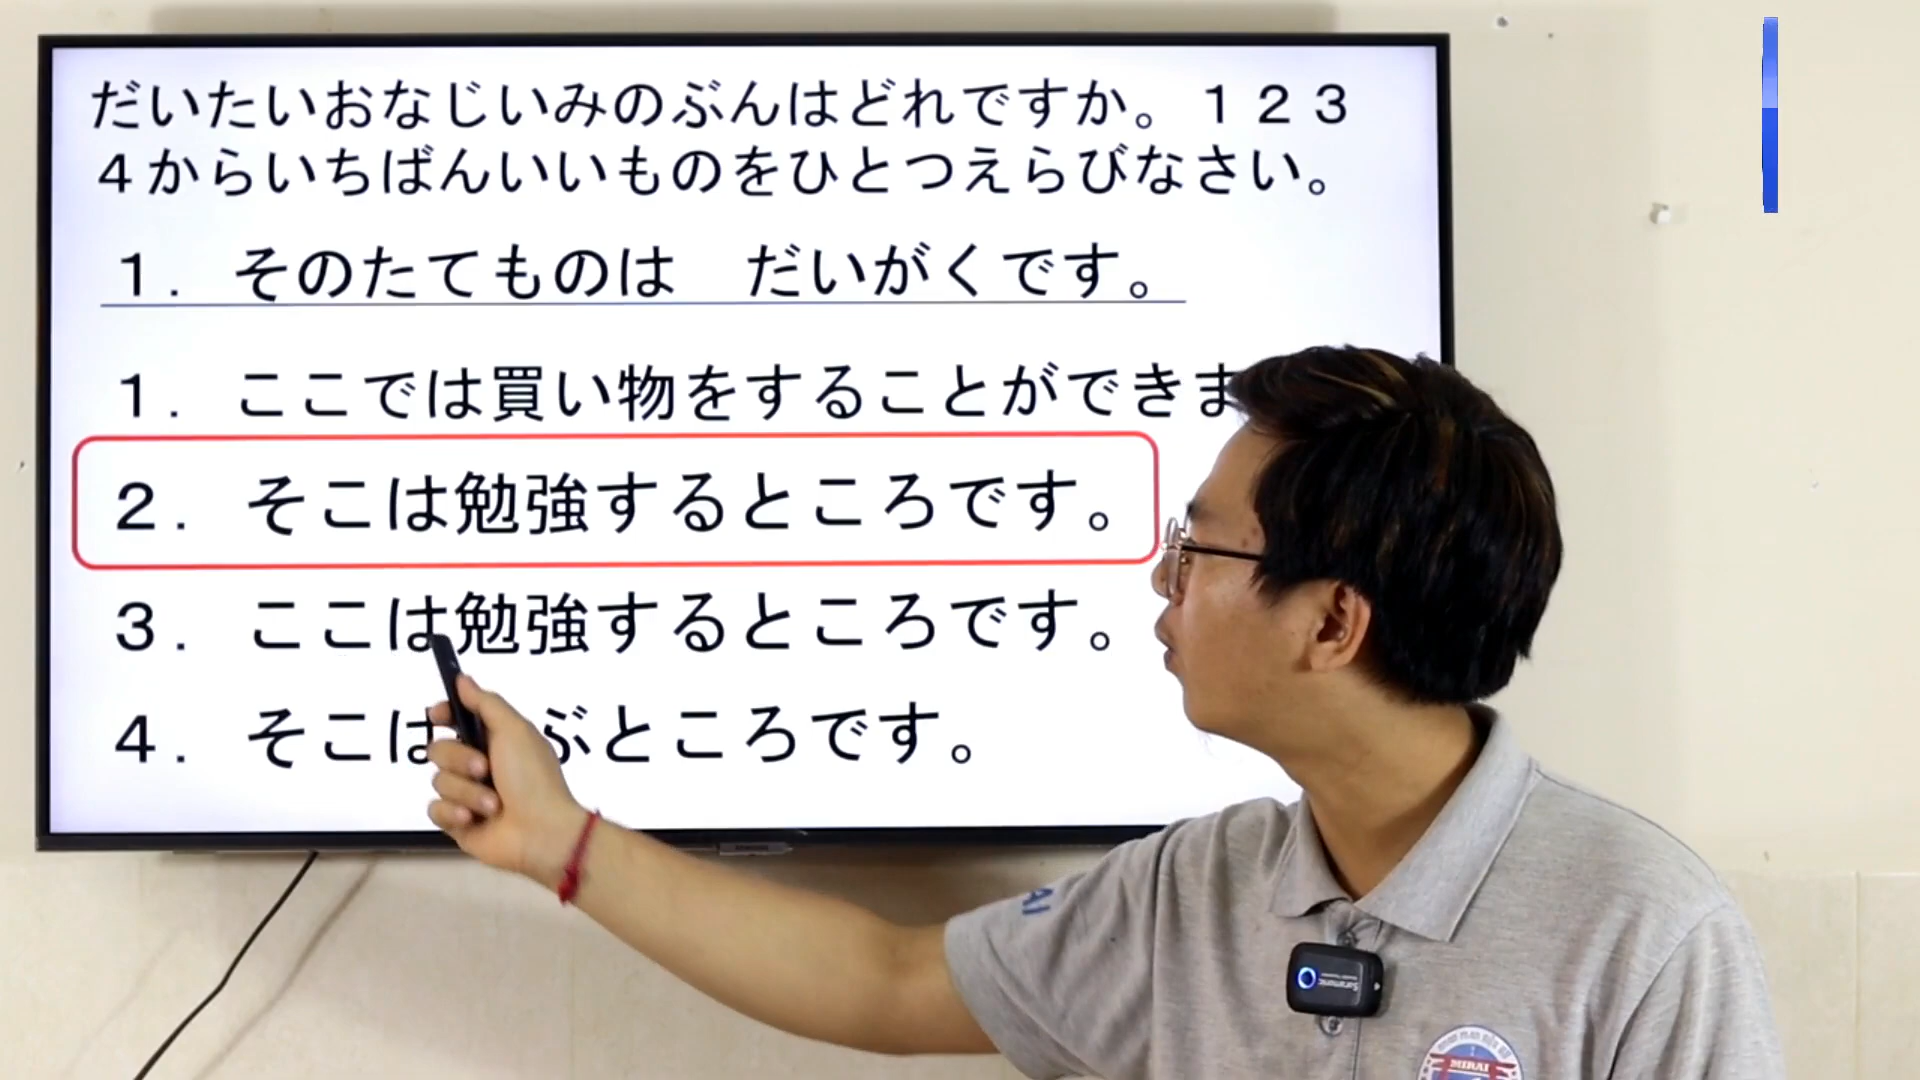 だいたいおなじいみのぶんはどれですか。１２３
４からいちばんいいものをひとつえらびなさい。
１．そのたてものは　だいがくです。
１．ここでは買い物をすることができま
２．そこは勉強するところです。
３．ここは勉強するところです。
４．そこは ぶところです。
AI
Saramonic
MIRAI